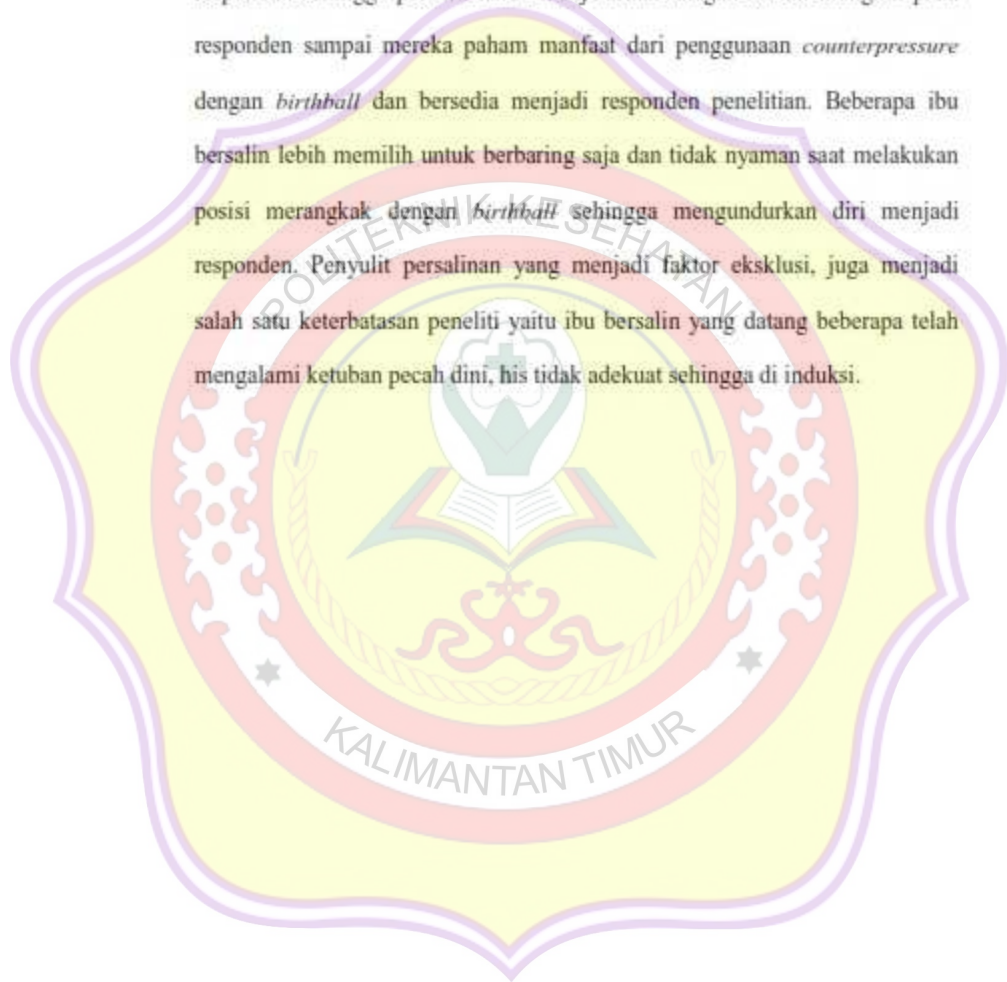 responden sampai mereka paham manfaat dari penggunaan counterpressure
dengan birthball dan bersedia menjadi responden penelitian. Beberapa ibu
bersalin lebih memilih untuk berbaring saja dan tidak nyaman saat melakukan
posisi merangkak dengan birthball sehingga mengundurkan diri menjadi
responden. Penyulit persalinan yang menjadi faktor eksklusi, juga menjadi
salah satu keterbatasan peneliti yaitu ibu bersalin yang datang beberapa telah
mengalami ketuban pecah dini, his tidak adekuat sehingga di induksi.
POLITEKNIK KESEHATAN
KALIMANTAN TIMUR